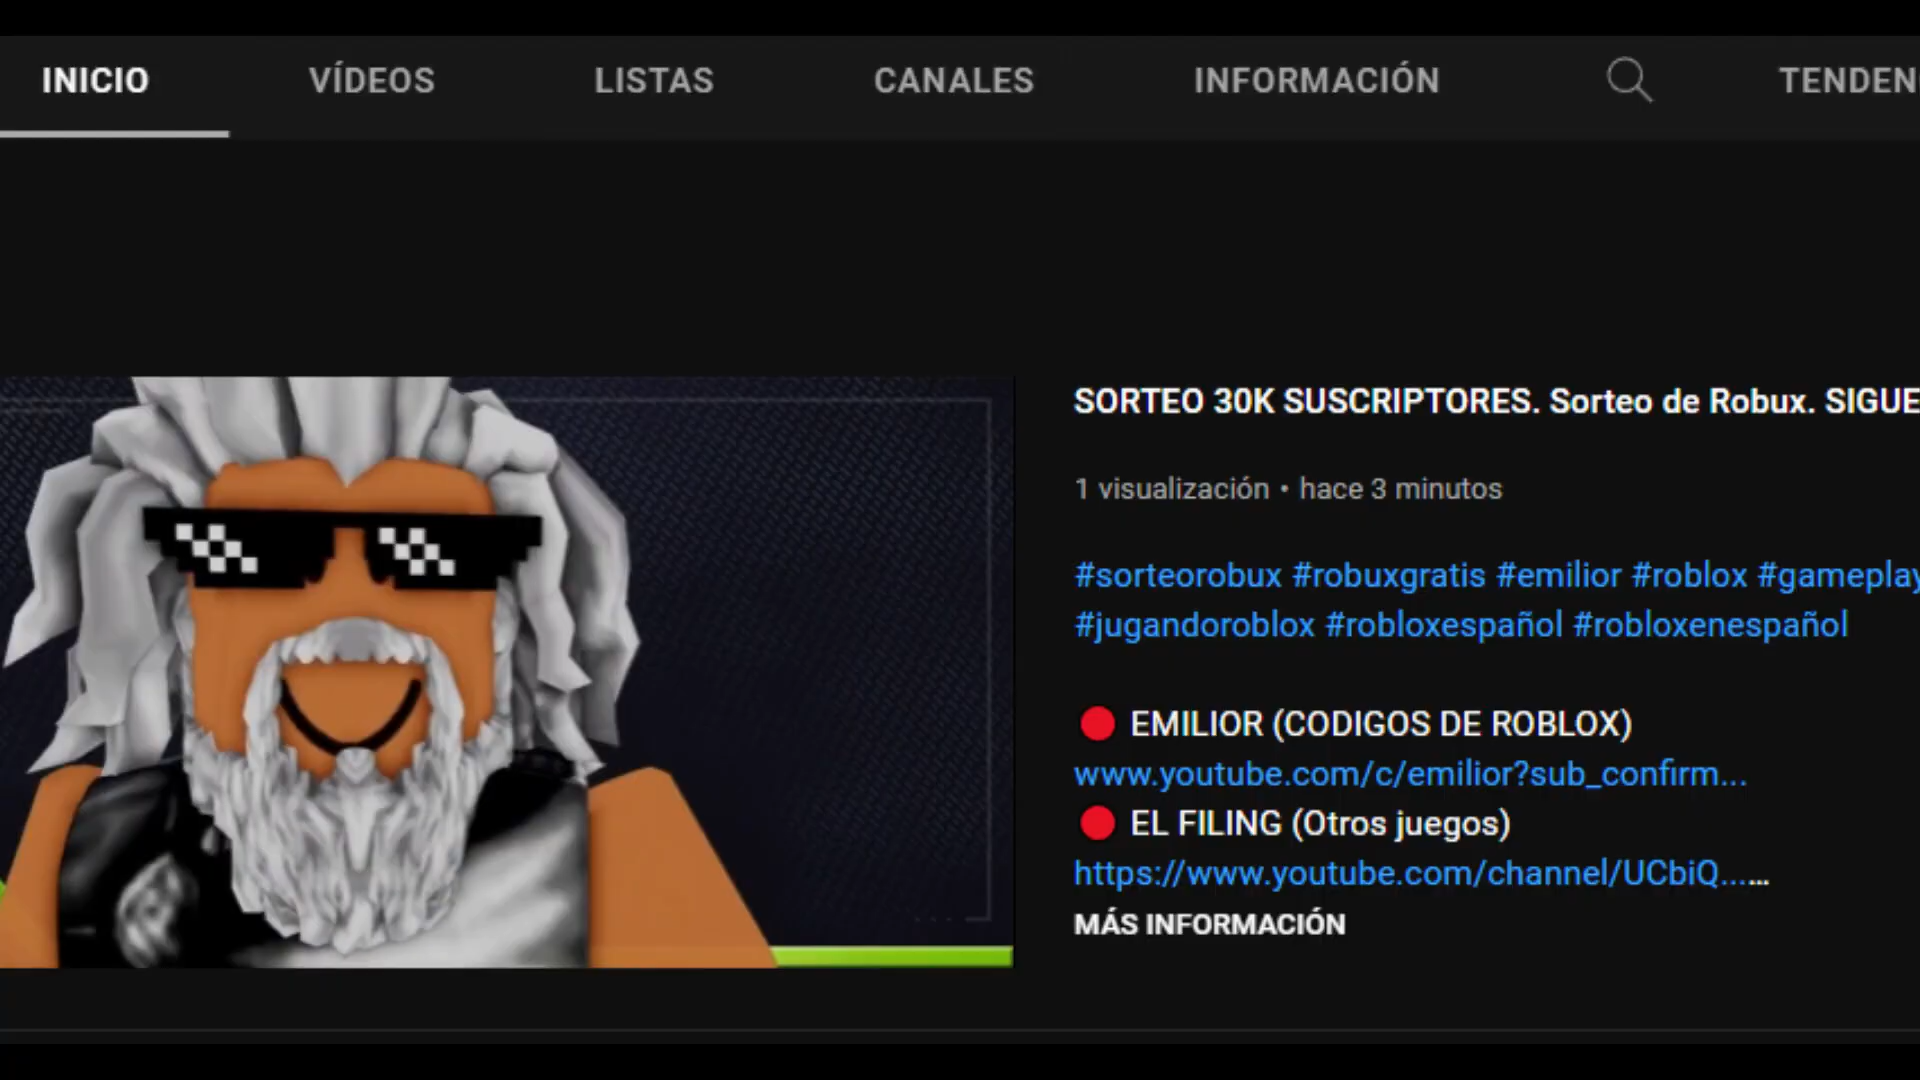 INICIO VÍDEOS LISTAS CANALES INFORMACIÓN TENDEN
SORTEO 30K SUSCRIPTORES. Sorteo de Robux. SIGUE
1 visualización • hace 3 minutos
#sorteorobux #robuxgratis #emilior #roblox #gameplay
#jugandoroblox #robloxespañol #robloxenespañol
EMILIOR (CODIGOS DE ROBLOX)
www.youtube.com/c/emilior?sub_confirm...
EL FILING (Otros juegos)
https://www.youtube.com/channel/UCbiQ......
MÁS INFORMACIÓN